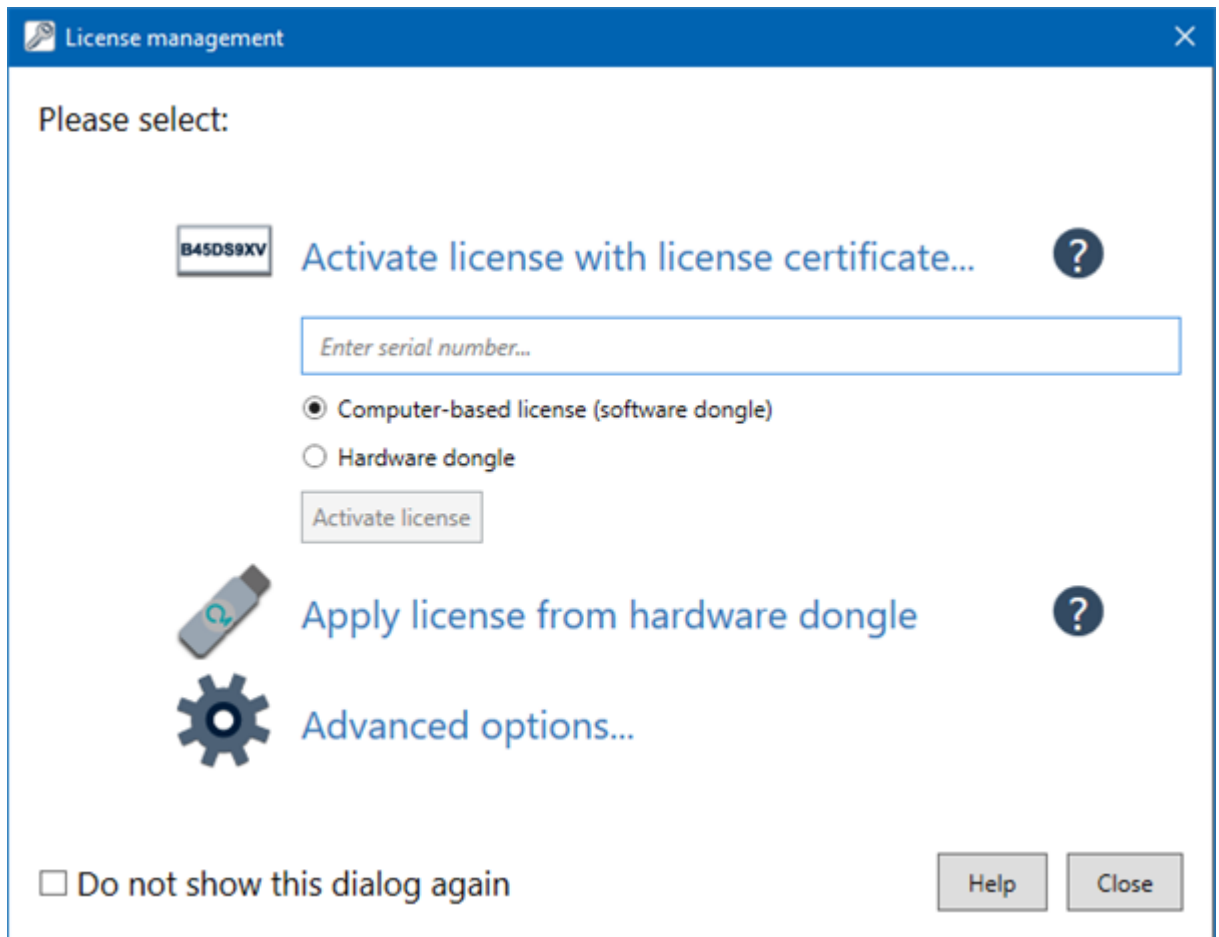 License management
Please select:
B45DS9XV
Activate license with license certificate...
?
Enter serial number...
Computer-based license (software dongle)
Hardware dongle
Activate license
Apply license from hardware dongle
?
Advanced options...
Do not show this dialog again
Help
Close